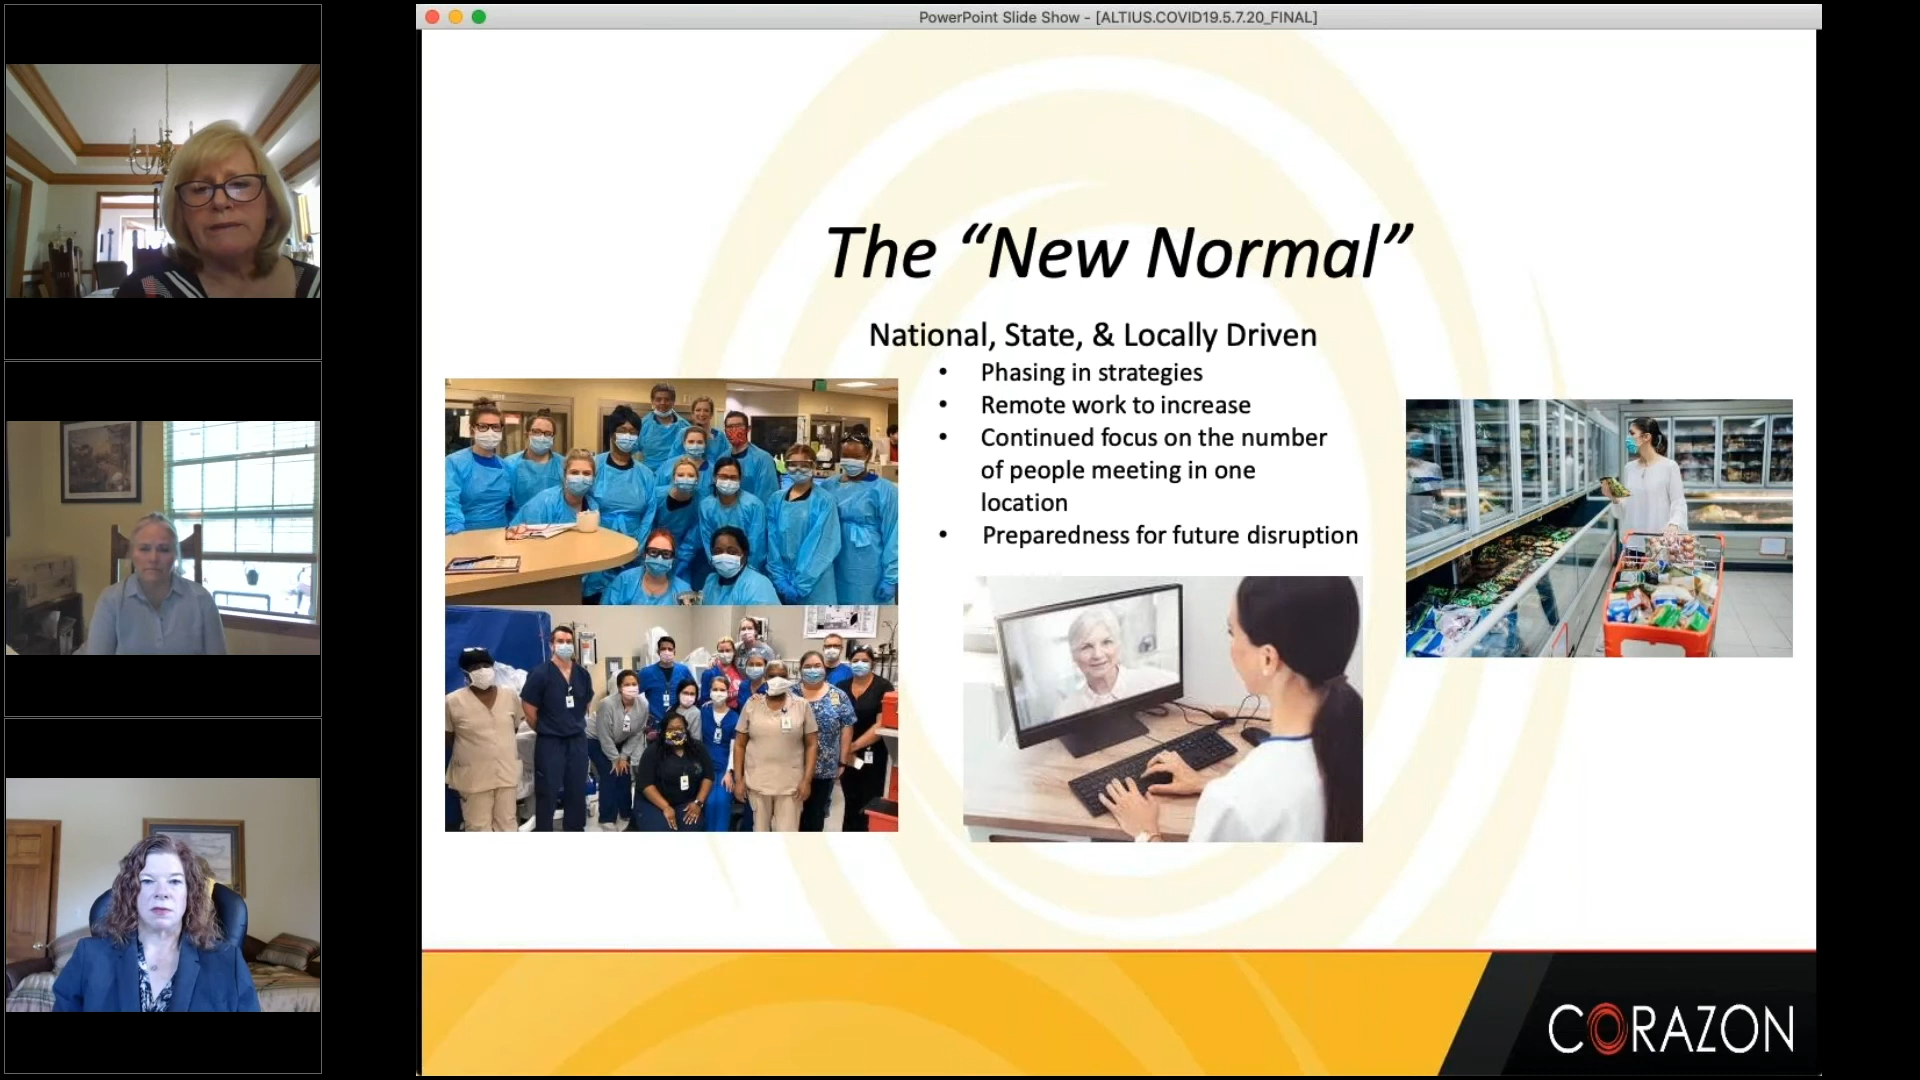 PowerPoint Slide Show - [ALTIUS.COVID19.5.7.20_FINAL]
The “New Normal”
National, State, & Locally Driven
• Phasing in strategies
• Remote work to increase
• Continued focus on the number
of people meeting in one
location
• Preparedness for future disruption
CORAZON